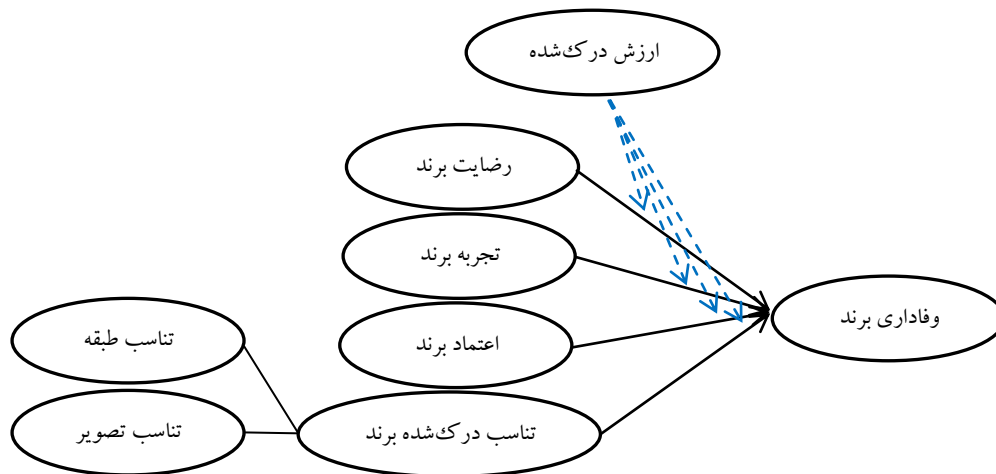 ارزش درک‌شده
رضایت برند
تجربه برند
وفاداری برند
اعتماد برند
تناسب طبقه
تناسب درک‌شده برند
تناسب تصویر